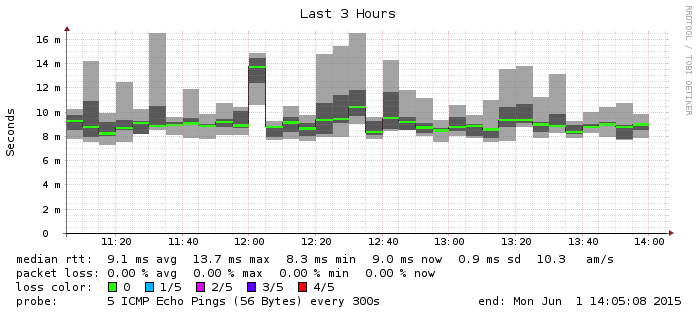 Last 3 Hours
RRDTOOL / TOBI OETIKER
Seconds
16 m
14 m
12 m
10 m
8 m
6 m
4 m
2 m
0
11:20 11:40 12:00 12:20 12:40 13:00 13:20 13:40 14:00
median rtt: 9.1 ms avg 13.7 ms max 8.3 ms min 9.0 ms now 0.9 ms sd 10.3 am/s
packet loss: 0.00 % avg 0.00 % max 0.00 % min 0.00 % now
loss color: 0 1/5 2/5 3/5 4/5
probe: 5 ICMP Echo Pings (56 Bytes) every 300s end: Mon Jun 1 14:05:08 2015